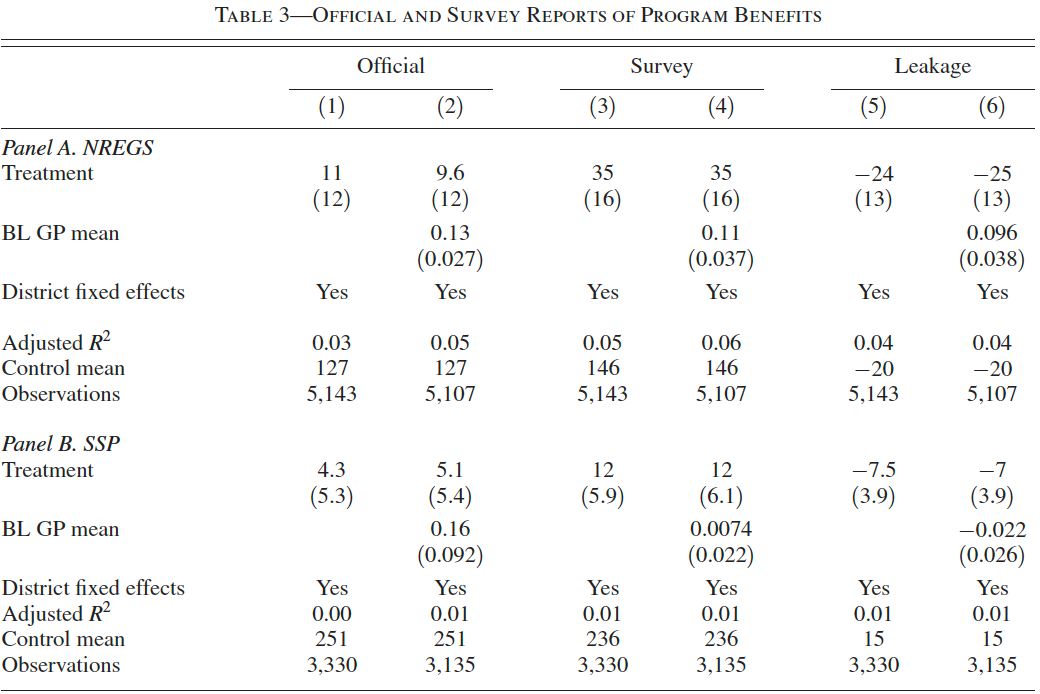 TABLE 3—OFFICIAL AND SURVEY REPORTS OF PROGRAM BENEFITS
Official Survey Leakage
(1) (2) (3) (4) (5) (6)
Panel A. NREGS
Treatment 11 9.6 35 35 −24 −25
(12) (12) (16) (16) (13) (13)
BL GP mean 0.13 0.11 0.096
(0.027) (0.037) (0.038)
District fixed effects Yes Yes Yes Yes Yes Yes
Adjusted R² 0.03 0.05 0.05 0.06 0.04 0.04
Control mean 127 127 146 146 −20 −20
Observations 5,143 5,107 5,143 5,107 5,143 5,107
Panel B. SSP
Treatment 4.3 5.1 12 12 −7.5 −7
(5.3) (5.4) (5.9) (6.1) (3.9) (3.9)
BL GP mean 0.16 0.0074 −0.022
(0.092) (0.022) (0.026)
District fixed effects Yes Yes Yes Yes Yes Yes
Adjusted R² 0.00 0.01 0.01 0.01 0.01 0.01
Control mean 251 251 236 236 15 15
Observations 3,330 3,135 3,330 3,135 3,330 3,135